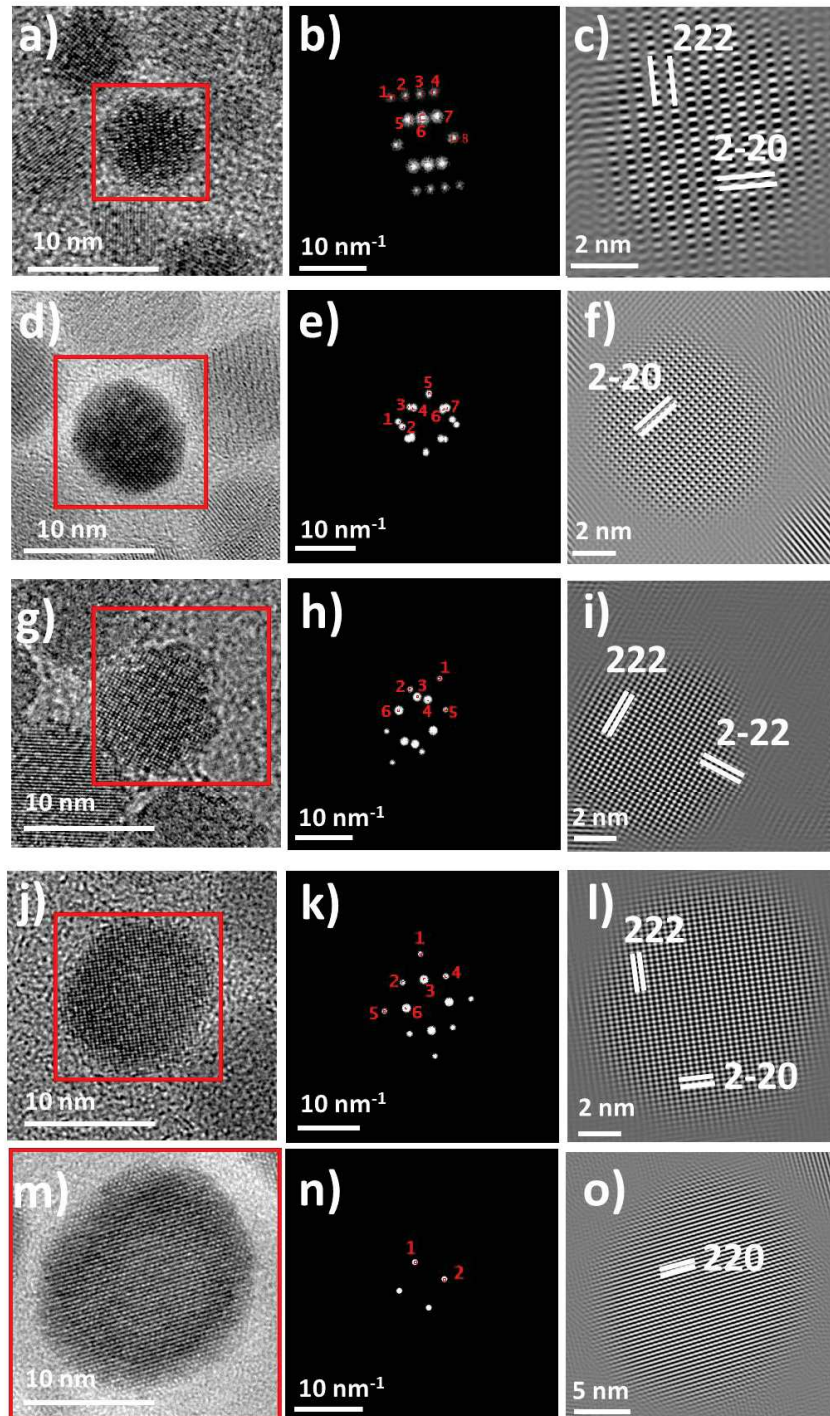 a)
10 nm
b)
1 2 3 4
5 6 7
8
10 nm-1
c)
222
2-20
2 nm
d)
10 nm
e)
5
3 4 6 7
1 2
10 nm-1
f)
2-20
2 nm
g)
10 nm
h)
1
2 3
6 4 5
10 nm-1
i)
222
2-22
2 nm
j)
10 nm
k)
1
2 3 4
5 6
10 nm-1
l)
222
2-20
2 nm
m)
10 nm
n)
1
2
10 nm-1
o)
220
5 nm